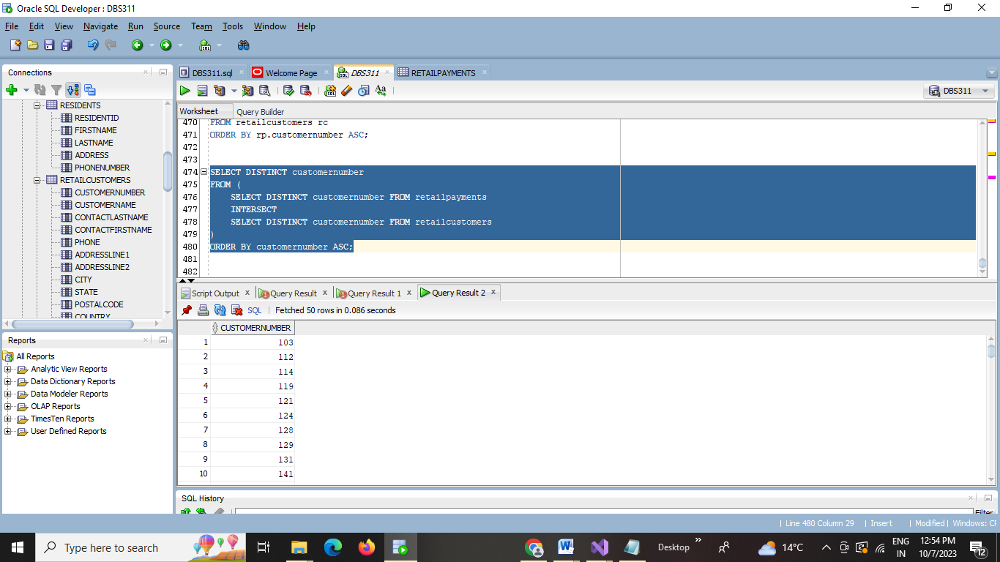 Oracle SQL Developer : DBS311
File Edit View Navigate Run Source Team Tools Window Help
Connections
RESIDENTS
RESIDENTID
FIRSTNAME
LASTNAME
ADDRESS
PHONENUMBER
RETAILCUSTOMERS
CUSTOMERNUMBER
CUSTOMERNAME
CONTACTLASTNAME
CONTACTFIRSTNAME
PHONE
ADDRESSLINE1
ADDRESSLINE2
CITY
STATE
POSTALCODE
COUNTRY
Reports
All Reports
Analytic View Reports
Data Dictionary Reports
Data Modeler Reports
OLAP Reports
TimesTen Reports
User Defined Reports
DBS311.sql Welcome Page DBS311 RETAILPAYMENTS
DBS311
Worksheet Query Builder
470 FROM retailcustomers rc
471 ORDER BY rp.customernumber ASC;
472
473
474 SELECT DISTINCT customernumber
475 FROM (
476 SELECT DISTINCT customernumber FROM retailpayments
477 INTERSECT
478 SELECT DISTINCT customernumber FROM retailcustomers
479 )
480 ORDER BY customernumber ASC;
481
482
Script Output x Query Result x Query Result 1 x Query Result 2 x
SQL | Fetched 50 rows in 0.086 seconds
CUSTOMERNUMBER
1 103
2 112
3 114
4 119
5 121
6 124
7 128
8 129
9 131
10 141
SQL History
Filter
| Line 480 Column 29 | Insert | Modified | Windows: CF
Type here to search
Desktop
14°C
ENG
IN
12:54 PM
10/7/2023
12